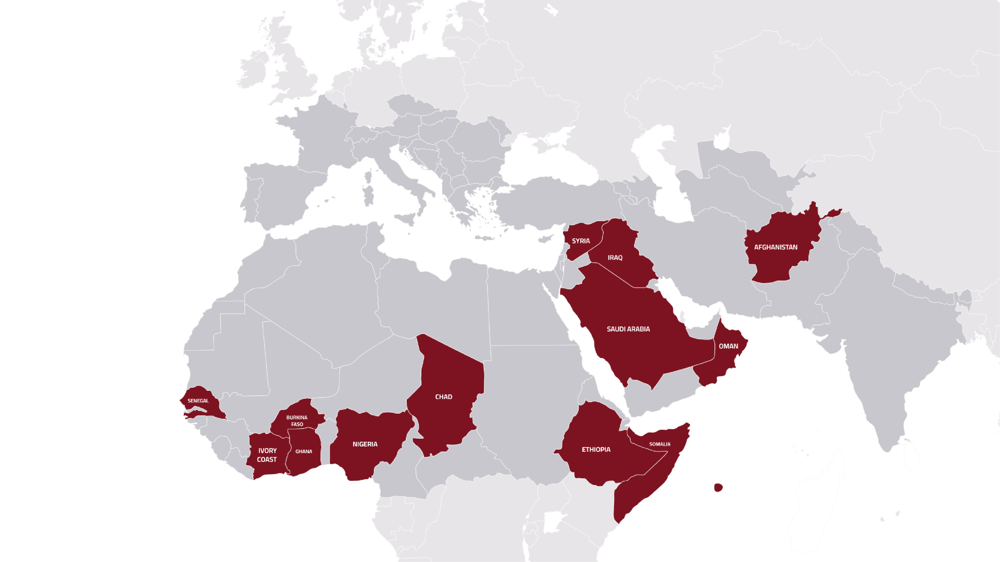 SYRIA
IRAQ
AFGHANISTAN
SAUDI ARABIA
OMAN
SENEGAL
CHAD
BURKINA
FASO
NIGERIA
IVORY
COAST
GHANA
ETHIOPIA
SOMALIA